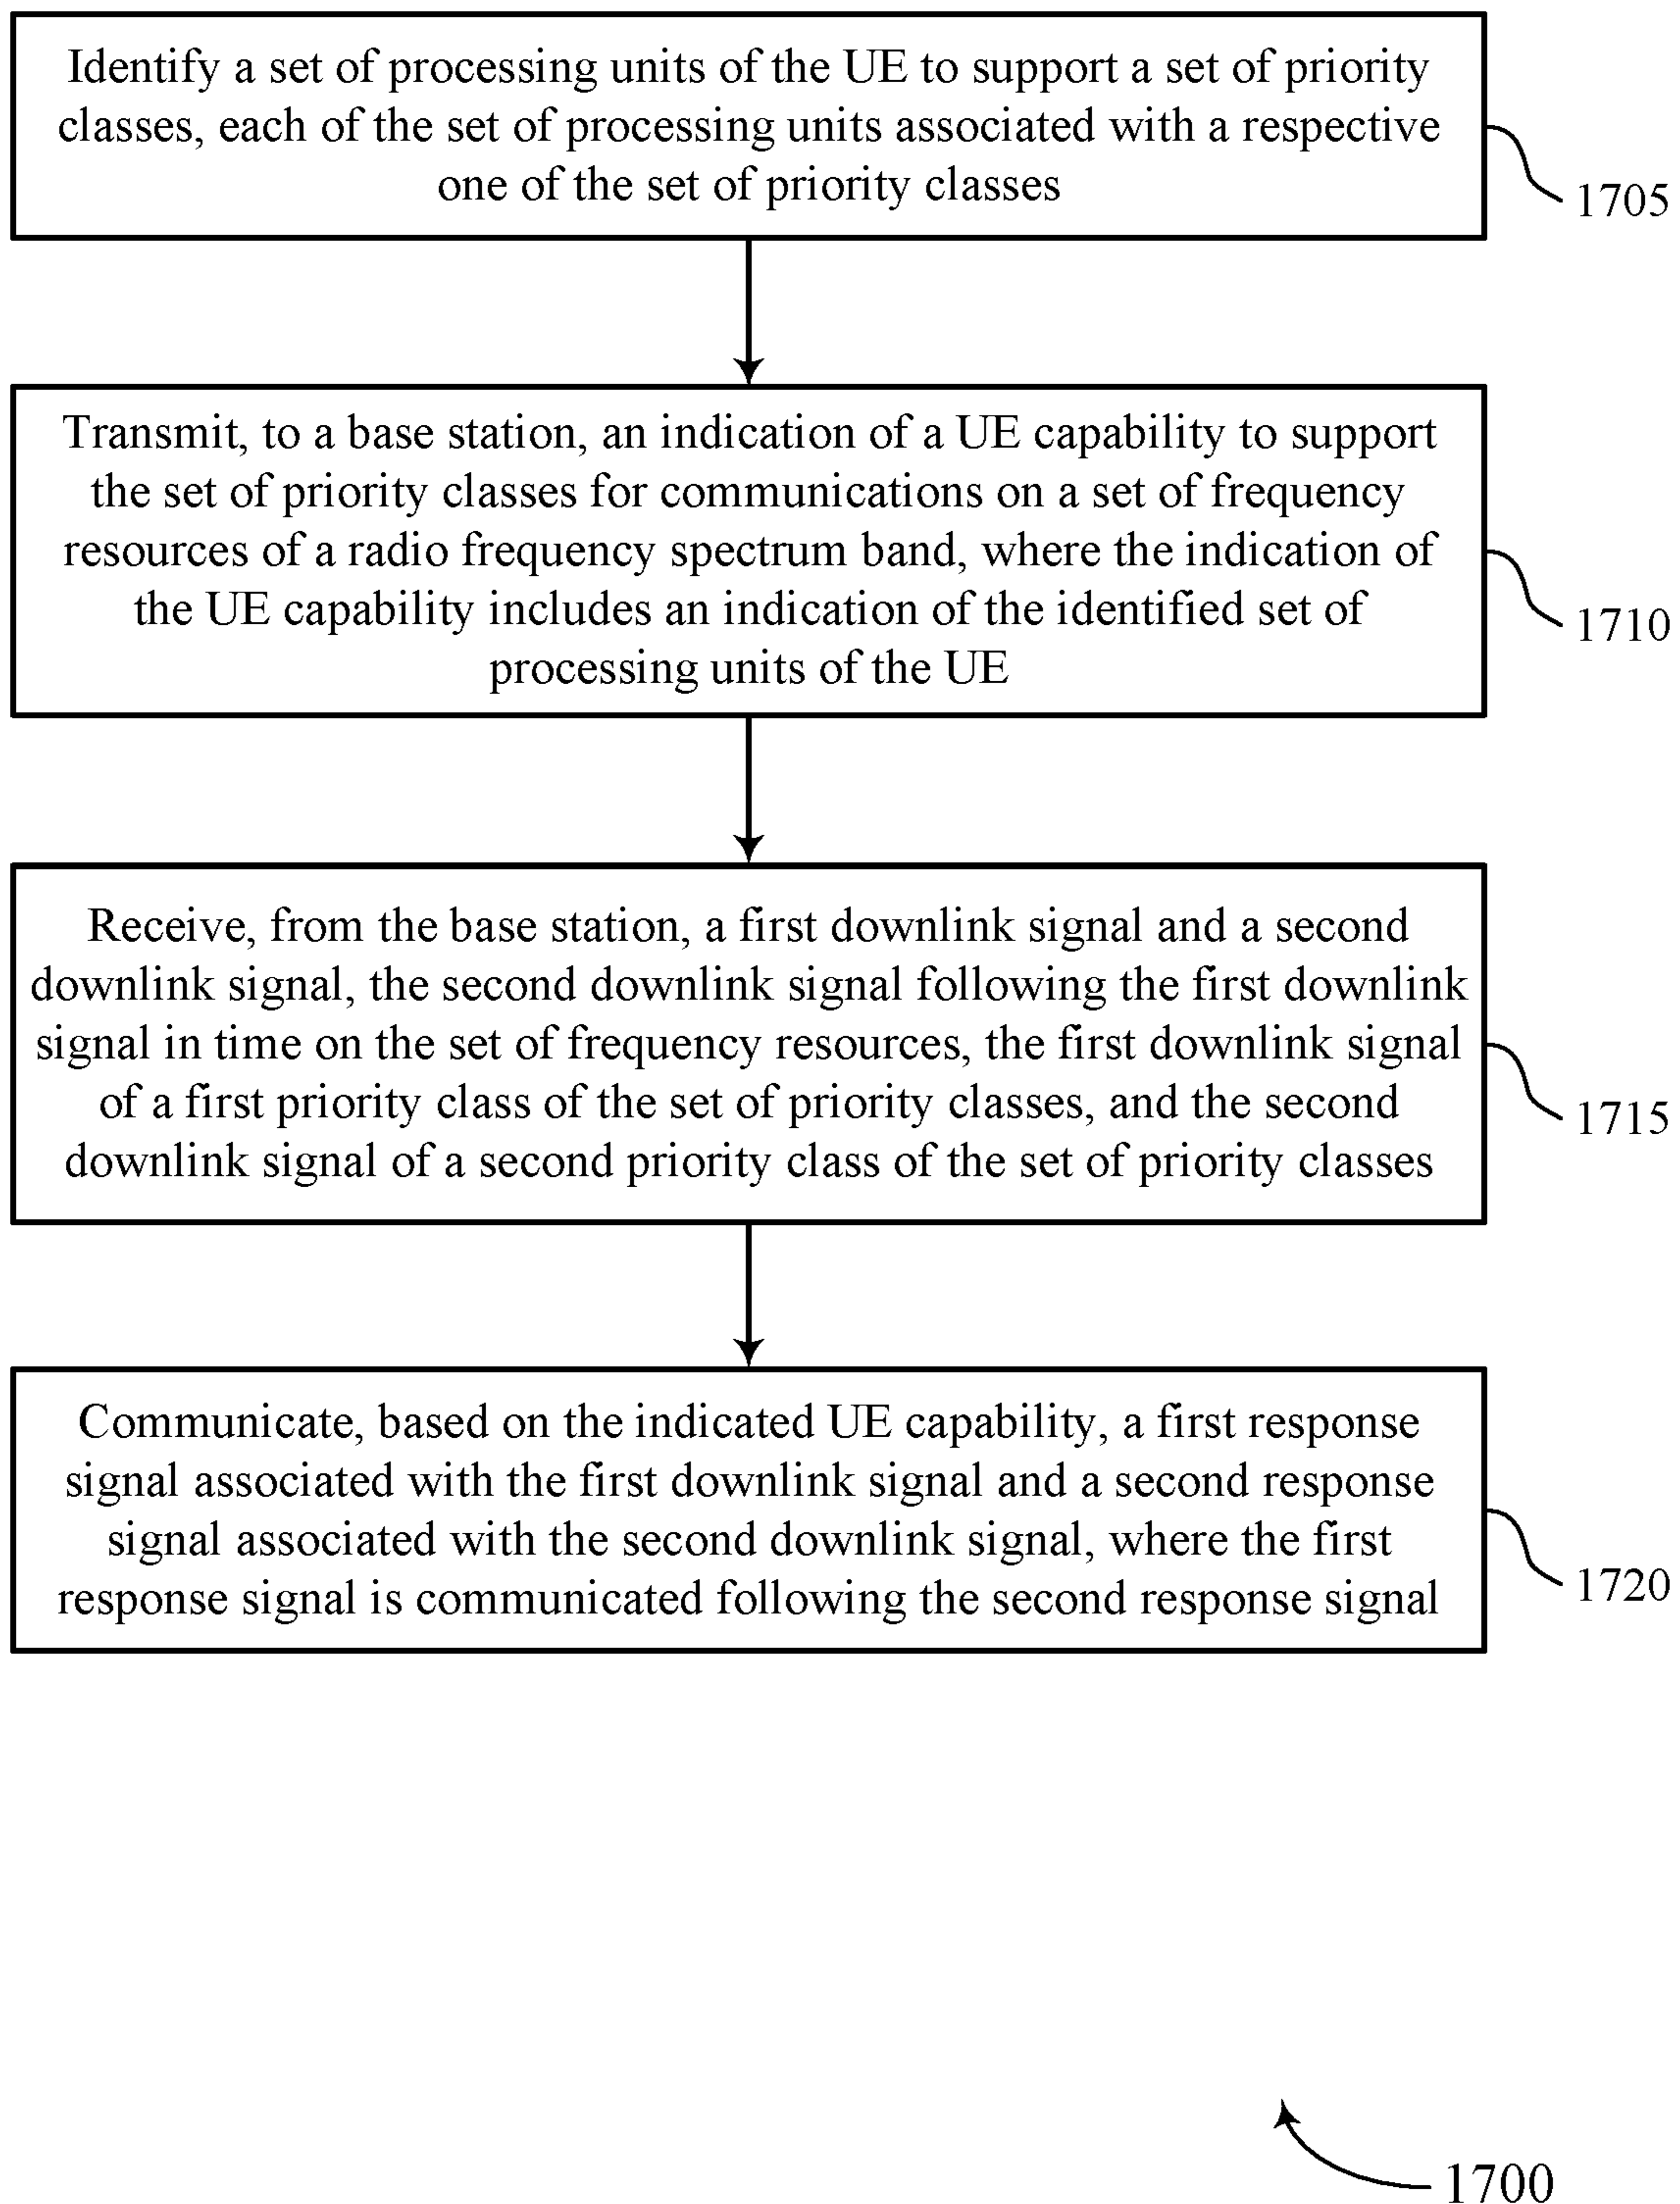 Identify a set of processing units of the UE to support a set of priority
classes, each of the set of processing units associated with a respective
one of the set of priority classes
1705
Transmit, to a base station, an indication of a UE capability to support
the set of priority classes for communications on a set of frequency
resources of a radio frequency spectrum band, where the indication of
the UE capability includes an indication of the identified set of
processing units of the UE
1710
Receive, from the base station, a first downlink signal and a second
downlink signal, the second downlink signal following the first downlink
signal in time on the set of frequency resources, the first downlink signal
of a first priority class of the set of priority classes, and the second
downlink signal of a second priority class of the set of priority classes
1715
Communicate, based on the indicated UE capability, a first response
signal associated with the first downlink signal and a second response
signal associated with the second downlink signal, where the first
response signal is communicated following the second response signal
1720
1700